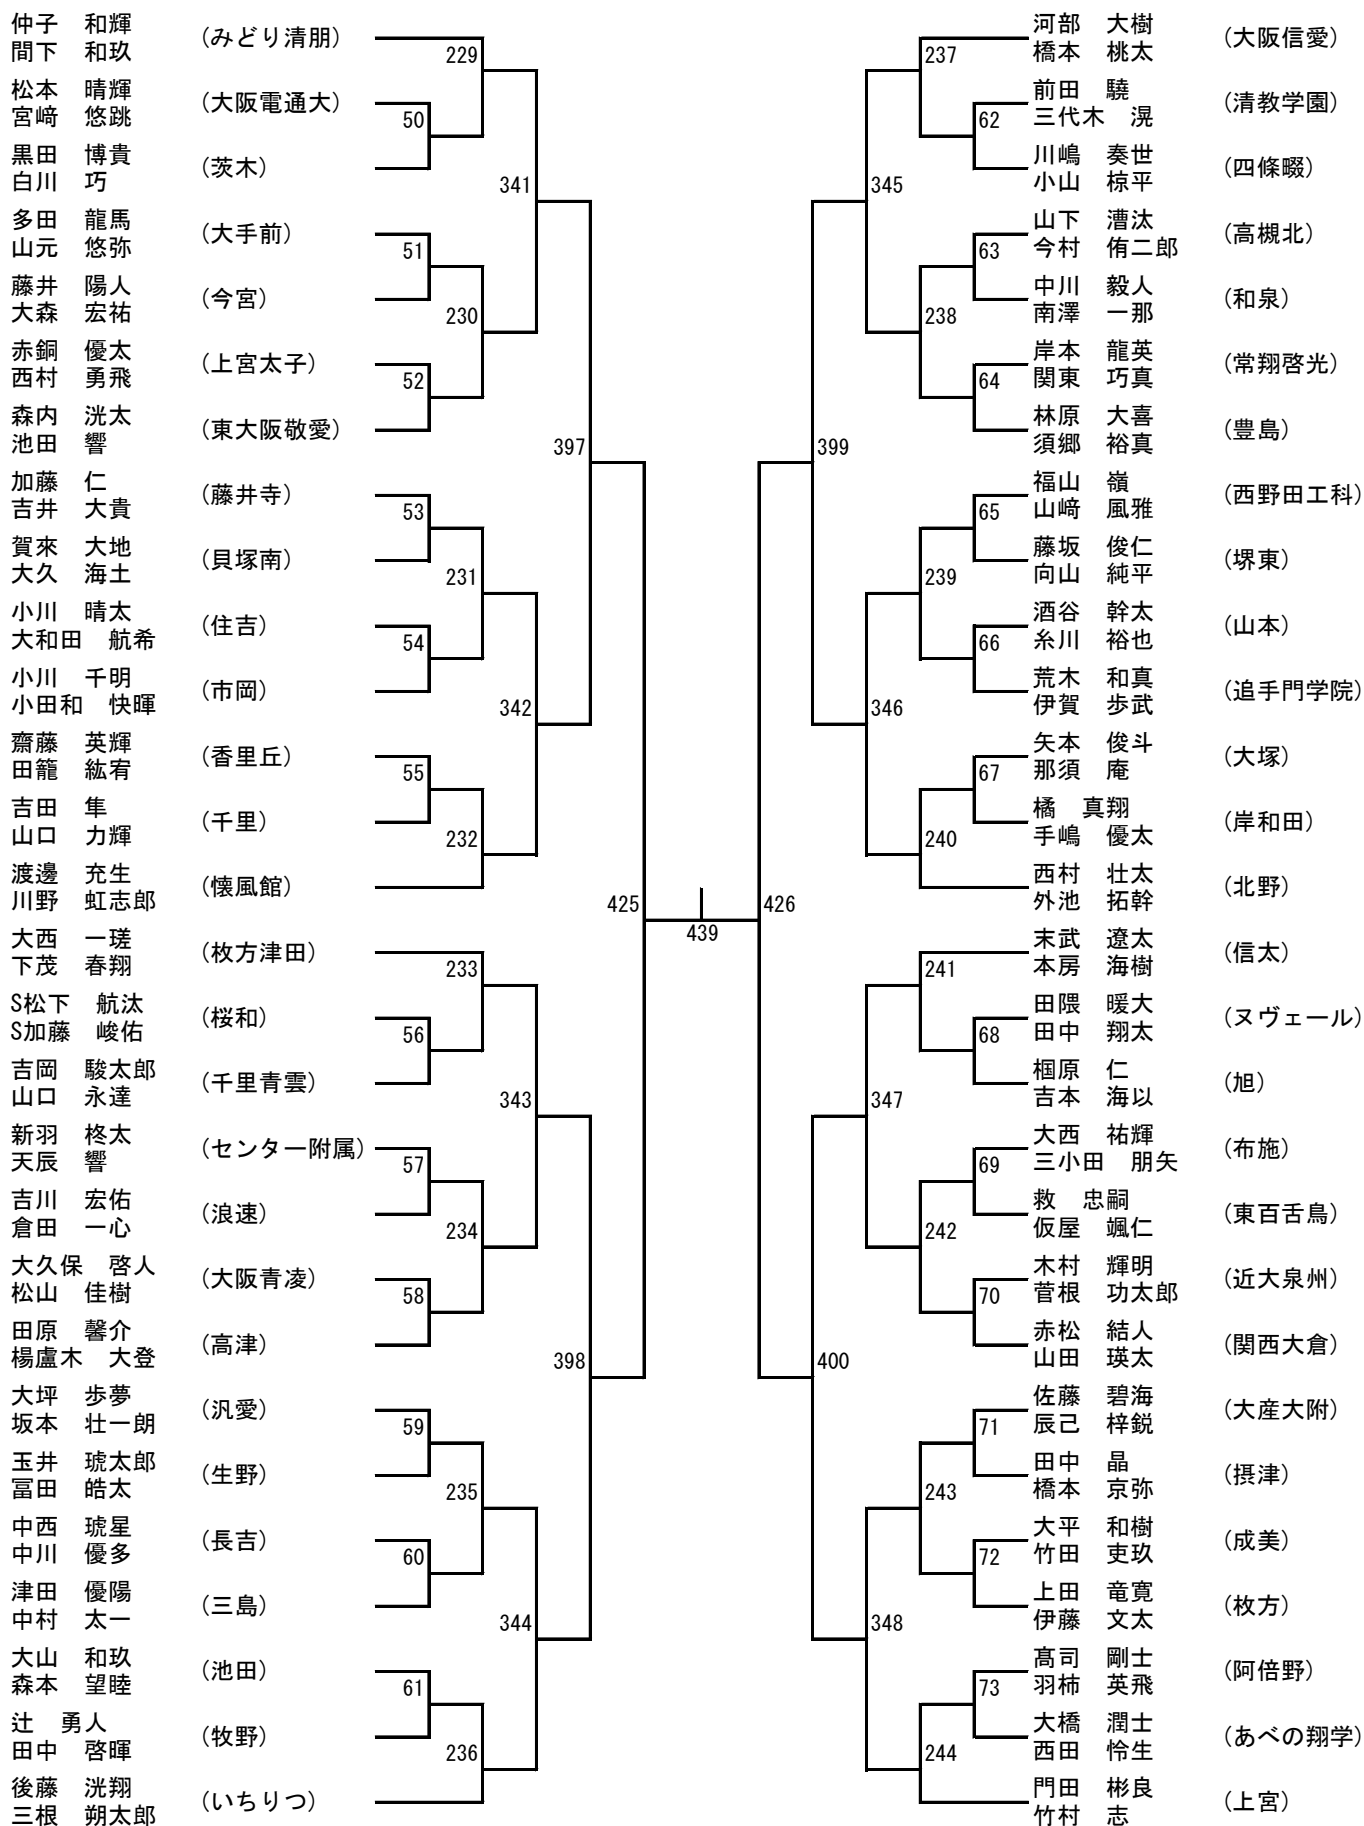 仲子　和輝
間下　和玖
(みどり清朋)
松本　晴輝
宮﨑　悠跳
(大阪電通大)
黒田　博貴
白川　巧
(茨木)
多田　龍馬
山元　悠弥
(大手前)
藤井　陽人
大森　宏祐
(今宮)
赤銅　優太
西村　勇飛
(上宮太子)
森内　洸太
池田　響
(東大阪敬愛)
加藤　仁
吉井　大貴
(藤井寺)
賀來　大地
大久　海土
(貝塚南)
小川　晴太
大和田　航希
(住吉)
小川　千明
小田和　快暉
(市岡)
齋藤　英輝
田籠　紘宥
(香里丘)
吉田　隼
山口　力輝
(千里)
渡邊　充生
川野　虹志郎
(懐風館)
大西　一瑳
下茂　春翔
(枚方津田)
S松下　航汰
S加藤　峻佑
(桜和)
吉岡　駿太郎
山口　永達
(千里青雲)
新羽　柊太
天辰　響
(センター附属)
吉川　宏佑
倉田　一心
(浪速)
大久保　啓人
松山　佳樹
(大阪青凌)
田原　馨介
楊盧木　大登
(高津)
大坪　歩夢
坂本　壮一朗
(汎愛)
玉井　琥太郎
冨田　皓太
(生野)
中西　琥星
中川　優多
(長吉)
津田　優陽
中村　太一
(三島)
大山　和玖
森本　望睦
(池田)
辻　勇人
田中　啓暉
(牧野)
後藤　洸翔
三根　朔太郎
(いちりつ)
229
50
341
51
230
52
397
53
231
54
342
55
232
425
233
56
343
57
234
58
398
59
235
60
344
61
236
439
426
237
62
345
63
238
64
399
65
239
66
346
67
240
241
68
347
69
242
70
400
71
243
72
348
73
244
河部　大樹
橋本　桃太
(大阪信愛)
前田　驍
三代木　滉
(清教学園)
川嶋　奏世
小山　椋平
(四條畷)
山下　漕汰
今村　侑二郎
(高槻北)
中川　毅人
南澤　一那
(和泉)
岸本　龍英
関東　巧真
(常翔啓光)
林原　大喜
須郷　裕真
(豊島)
福山　嶺
山﨑　風雅
(西野田工科)
藤坂　俊仁
向山　純平
(堺東)
酒谷　幹太
糸川　裕也
(山本)
荒木　和真
伊賀　歩武
(追手門学院)
矢本　俊斗
那須　庵
(大塚)
橘　真翔
手嶋　優太
(岸和田)
西村　壮太
外池　拓幹
(北野)
末武　遼太
本房　海樹
(信太)
田隈　暖大
田中　翔太
(ヌヴェール)
椢原　仁
吉本　海以
(旭)
大西　祐輝
三小田　朋矢
(布施)
救　忠嗣
仮屋　颯仁
(東百舌鳥)
木村　輝明
菅根　功太郎
(近大泉州)
赤松　結人
山田　瑛太
(関西大倉)
佐藤　碧海
辰己　梓鋭
(大産大附)
田中　晶
橋本　京弥
(摂津)
大平　和樹
竹田　吏玖
(成美)
上田　竜寛
伊藤　文太
(枚方)
髙司　剛士
羽柿　英飛
(阿倍野)
大橋　潤士
西田　怜生
(あべの翔学)
門田　彬良
竹村　志
(上宮)